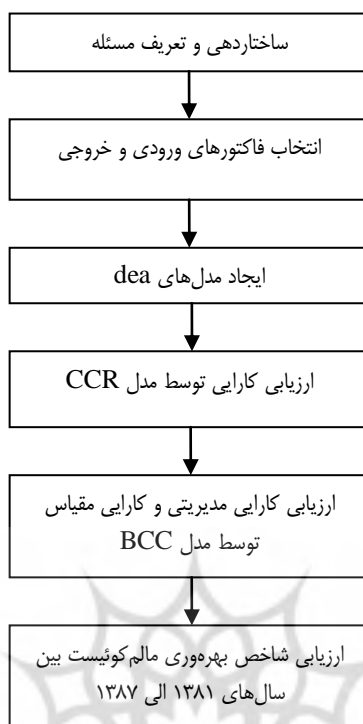 ساختاردهی و تعریف مسئله
انتخاب فاکتورهای ورودی و خروجی
ایجاد مدل‌های dea
ارزیابی کارایی توسط مدل CCR
ارزیابی کارایی مدیریتی و کارایی مقیاس
توسط مدل BCC
ارزیابی شاخص بهره‌وری مالم‌کوئیست بین
سال‌های ۱۳۸۱ الی ۱۳۸۷